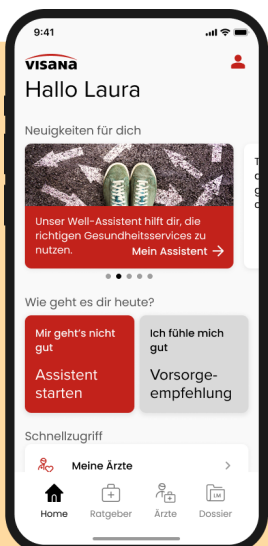 9:41
VISANA
Hallo Laura
Neuigkeiten für dich
Unser Well-Assistent hilft dir, die
richtigen Gesundheitsservices zu
nutzen.
Mein Assistent →
Wie geht es dir heute?
Mir geht's nicht
gut
Assistent
starten
Ich fühle mich
gut
Vorsorge-
empfehlung
Schnellzugriff
Meine Ärzte
LM
Home
Ratgeber
Ärzte
Dossier